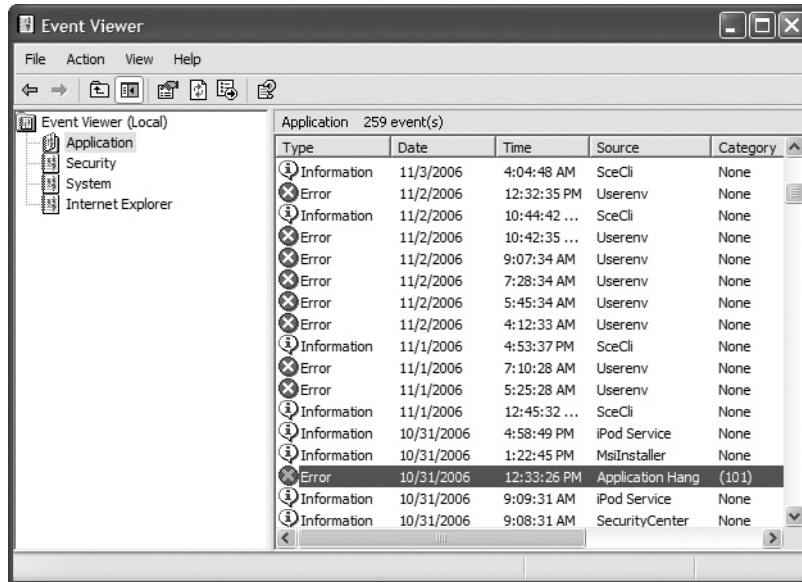 Event Viewer
File Action View Help
Event Viewer (Local)
Application
Security
System
Internet Explorer
Application 259 event(s)
Type Date Time Source Category
Information 11/3/2006 4:04:48 AM SceCli None
Error 11/2/2006 12:32:35 PM Userenv None
Information 11/2/2006 10:44:42 ... SceCli None
Error 11/2/2006 10:42:35 ... Userenv None
Error 11/2/2006 9:07:34 AM Userenv None
Error 11/2/2006 7:28:34 AM Userenv None
Error 11/2/2006 5:45:34 AM Userenv None
Error 11/2/2006 4:12:33 AM Userenv None
Information 11/1/2006 4:53:37 PM SceCli None
Error 11/1/2006 7:10:28 AM Userenv None
Error 11/1/2006 5:25:28 AM Userenv None
Information 11/1/2006 12:45:32 ... SceCli None
Information 10/31/2006 4:58:49 PM iPod Service None
Information 10/31/2006 1:22:45 PM MsiInstaller None
Error 10/31/2006 12:33:26 PM Application Hang (101)
Information 10/31/2006 9:09:31 AM iPod Service None
Information 10/31/2006 9:08:31 AM SecurityCenter None